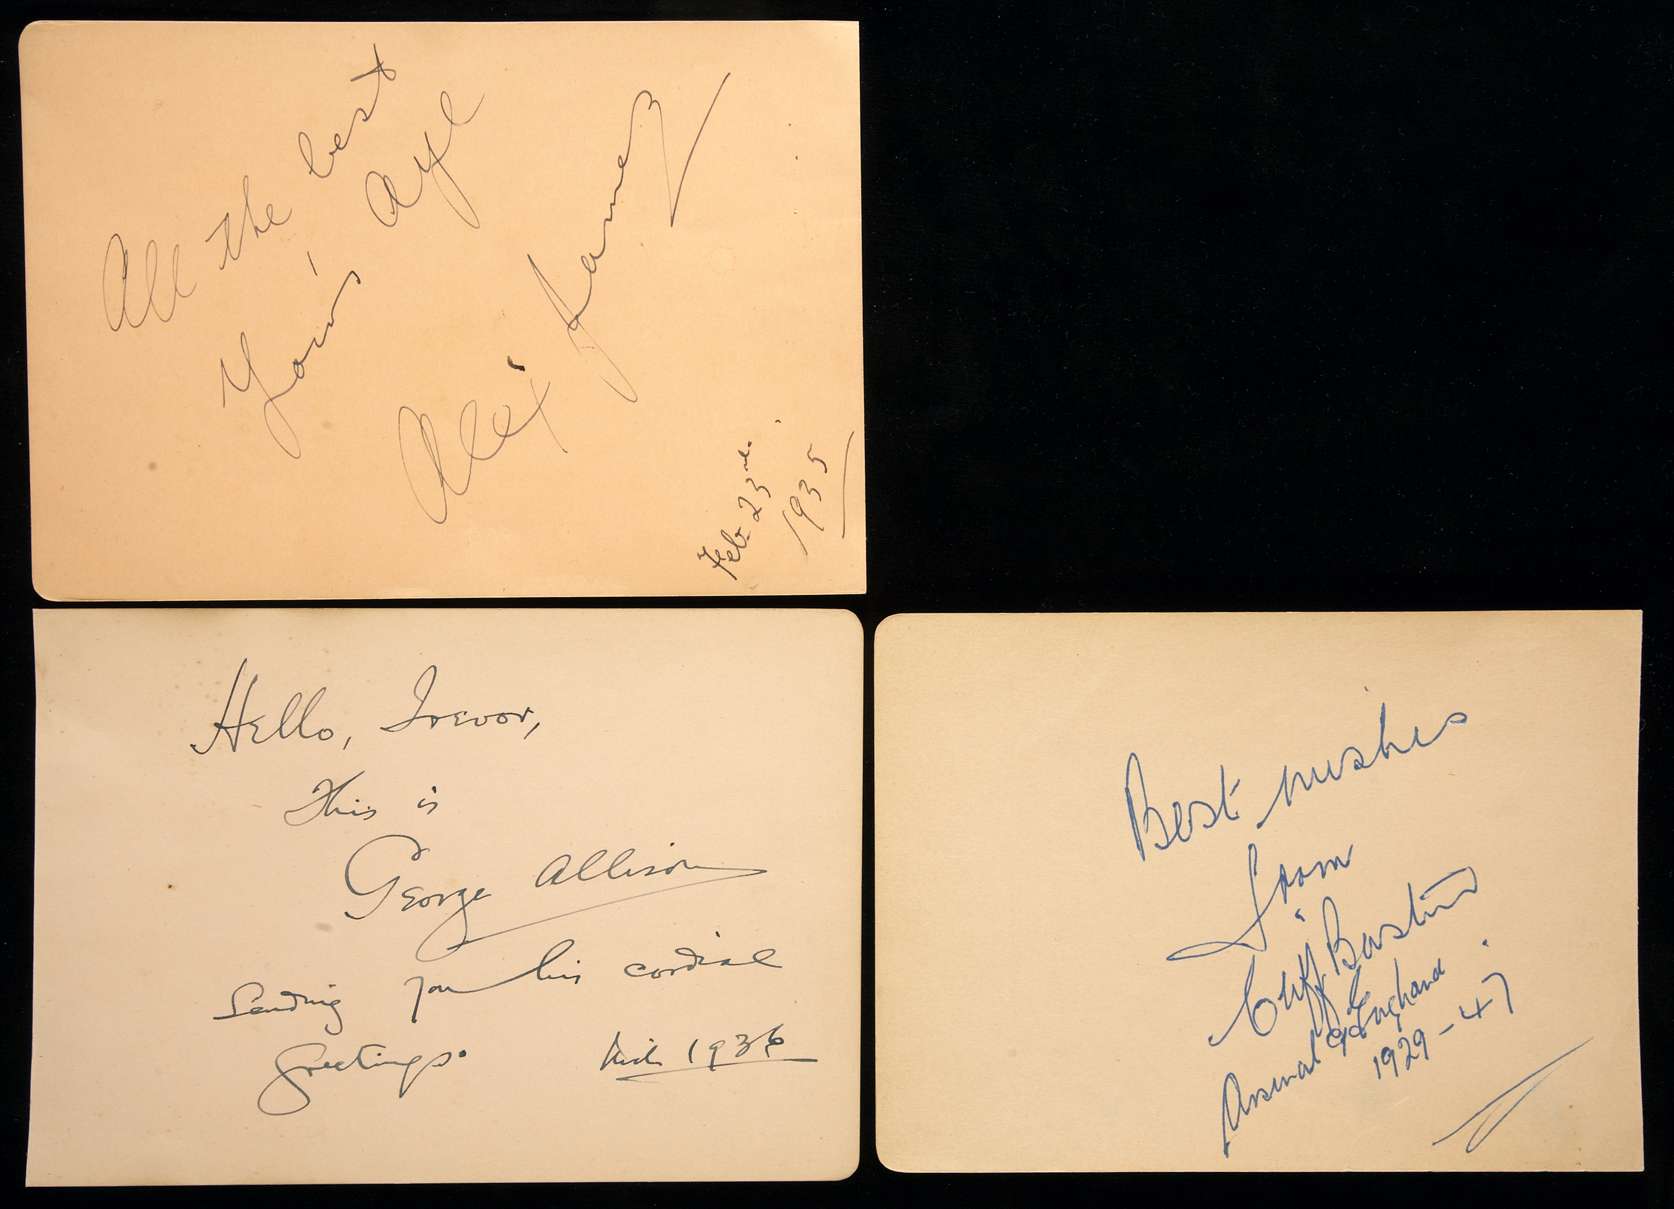 All the best
Yours Aye
Alex James
Feb 23rd.
1935
Hello, Trevor,
This is
George Allison
Sending you his cordial
greetings.
1936
Best wishes
from
Cliff Bastin
Arsenal & England
1929-47